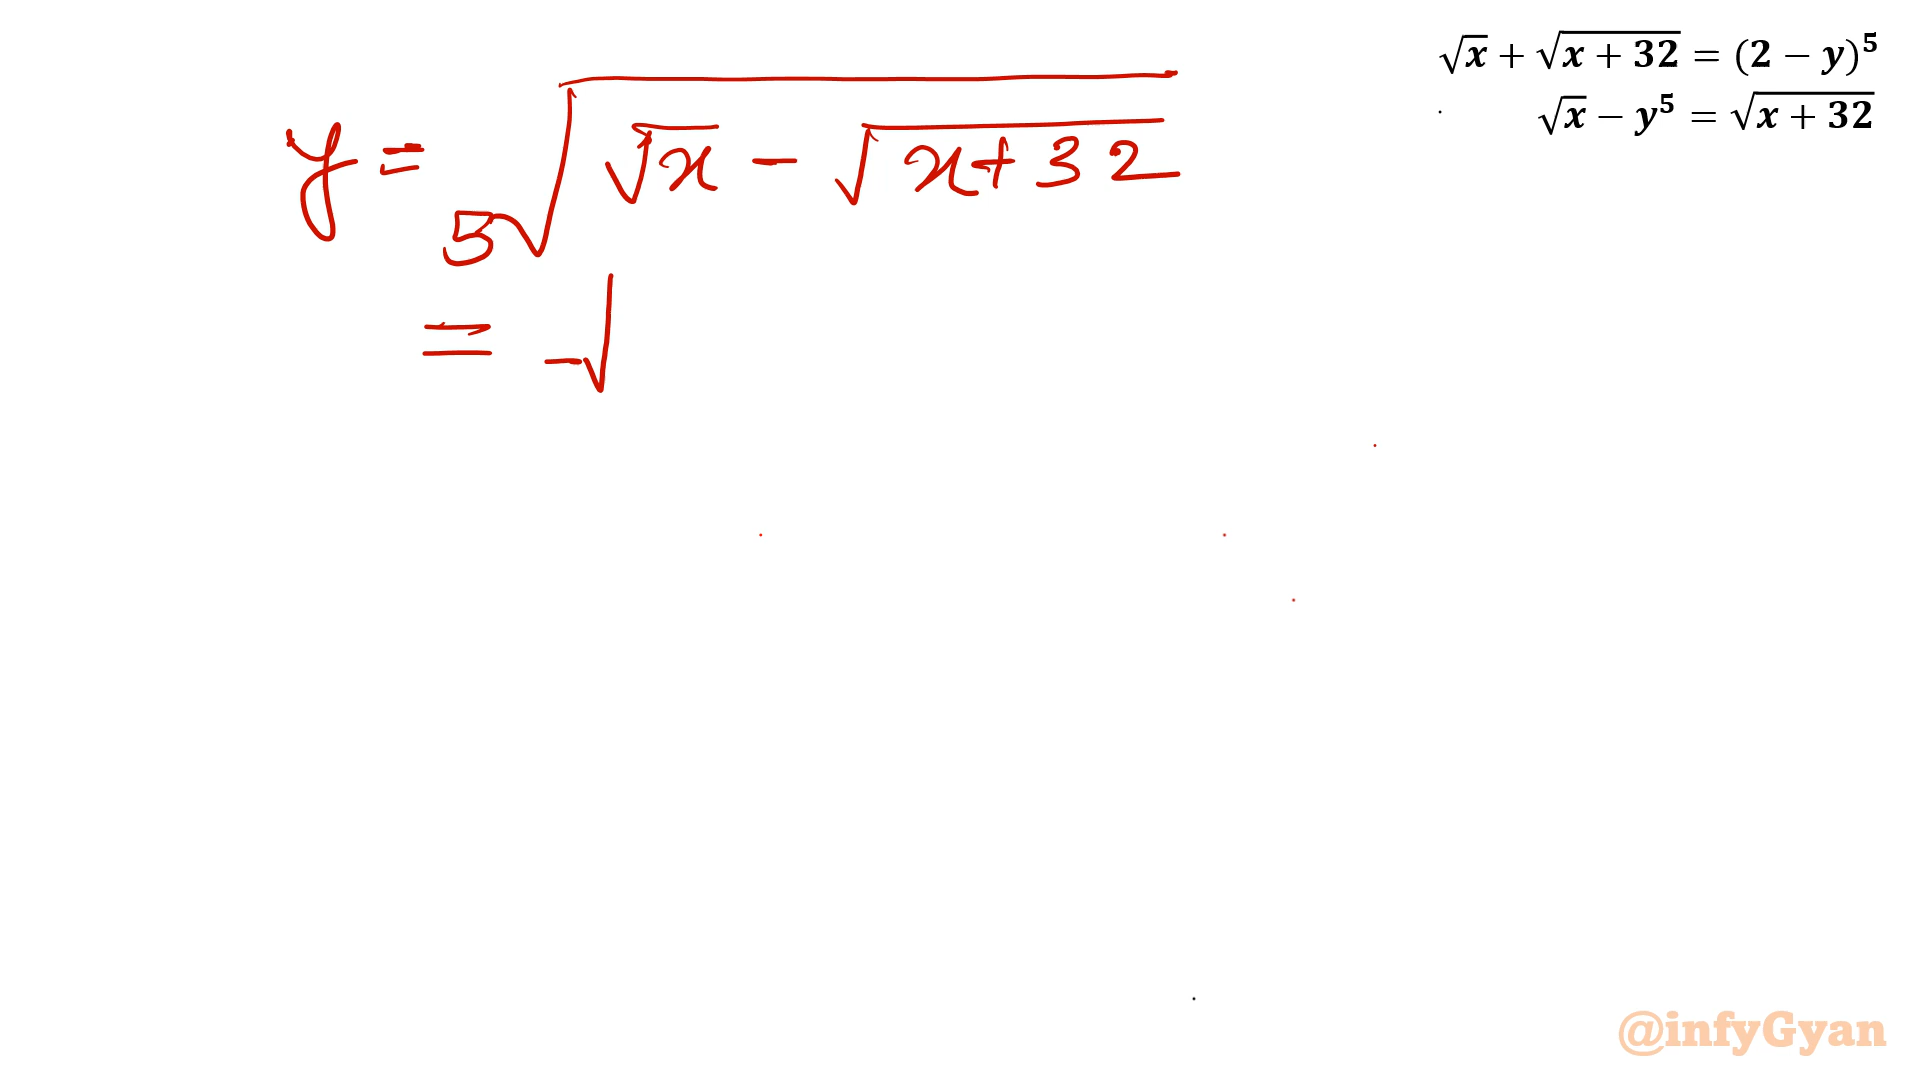 √x + √(x + 32) = (2 − y)⁵
√x − y⁵ = √(x + 32)
y = ⁵√(√x − √(x+32))
= −√
@infyGyan